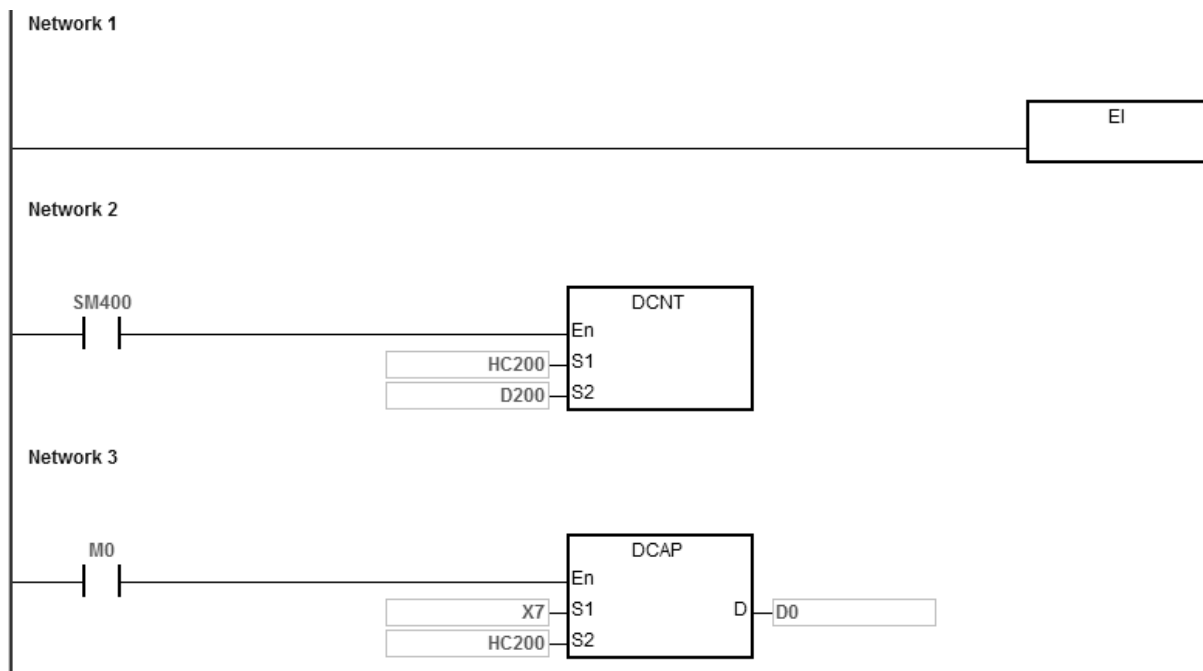 Network 1
EI
Network 2
SM400
DCNT
En
HC200 S1
D200 S2
Network 3
M0
DCAP
En
X7 S1 D D0
HC200 S2